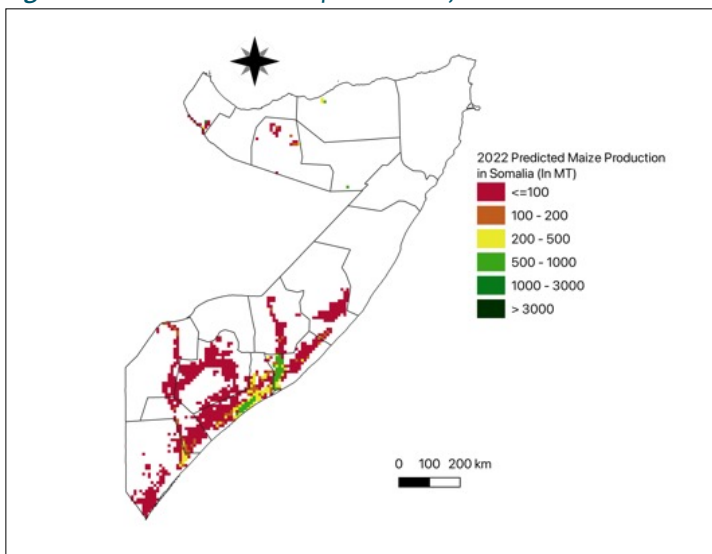 2022 Predicted Maize Production
in Somalia (In MT)
<=100
100 - 200
200 - 500
500 - 1000
1000 - 3000
> 3000
0 100 200 km